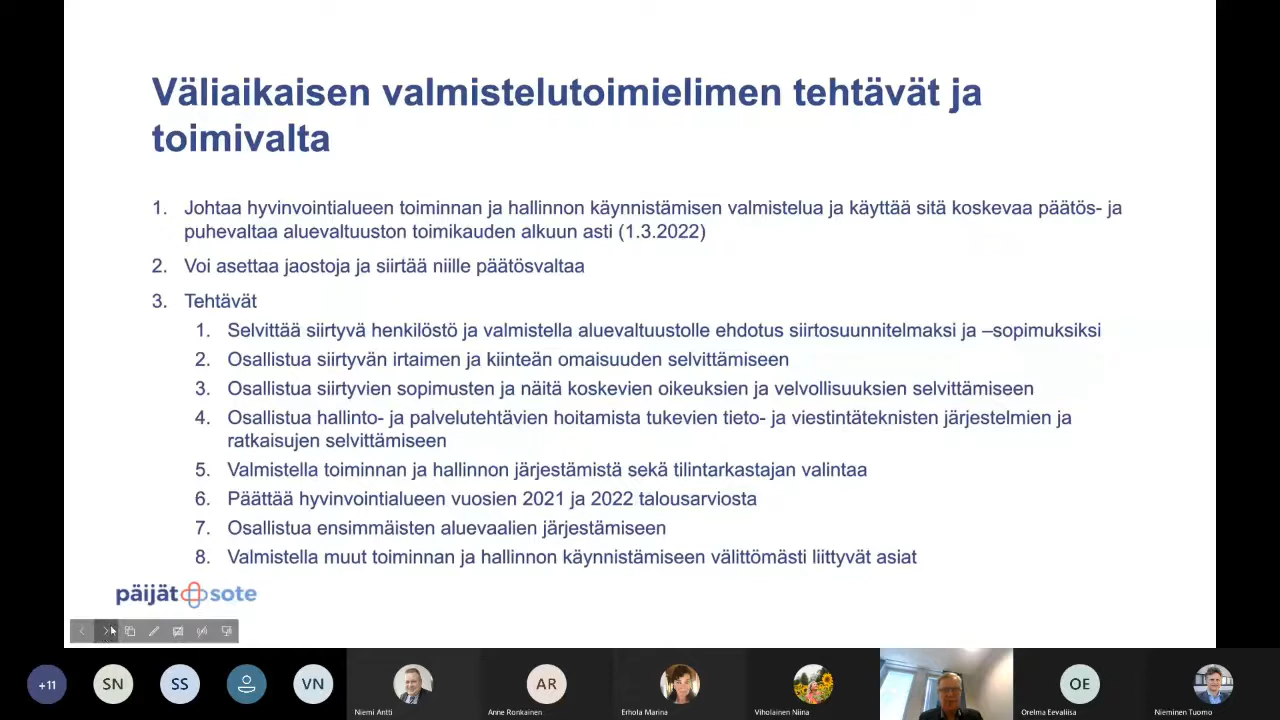 Väliaikaisen valmistelutoimielimen tehtävät ja
toimivalta
1. Johtaa hyvinvointialueen toiminnan ja hallinnon käynnistämisen valmistelua ja käyttää sitä koskevaa päätös- ja
puhevaltaa aluevaltuuston toimikauden alkuun asti (1.3.2022)
2. Voi asettaa jaostoja ja siirtää niille päätösvaltaa
3. Tehtävät
1. Selvittää siirtyvä henkilöstö ja valmistella aluevaltuustolle ehdotus siirtosuunnitelmaksi ja –sopimuksiksi
2. Osallistua siirtyvän irtaimen ja kiinteän omaisuuden selvittämiseen
3. Osallistua siirtyvien sopimusten ja näitä koskevien oikeuksien ja velvollisuuksien selvittämiseen
4. Osallistua hallinto- ja palvelutehtävien hoitamista tukevien tieto- ja viestintäteknisten järjestelmien ja
ratkaisujen selvittämiseen
5. Valmistella toiminnan ja hallinnon järjestämistä sekä tilintarkastajan valintaa
6. Päättää hyvinvointialueen vuosien 2021 ja 2022 talousarviosta
7. Osallistua ensimmäisten aluevaalien järjestämiseen
8. Valmistella muut toiminnan ja hallinnon käynnistämiseen välittömästi liittyvät asiat
päijät sote
+11 SN SS VN AR OE
Niemi Antti Anne Ronkainen Erhola Marina Viholainen Niina Orelma Eevaliisa Nieminen Tuomo